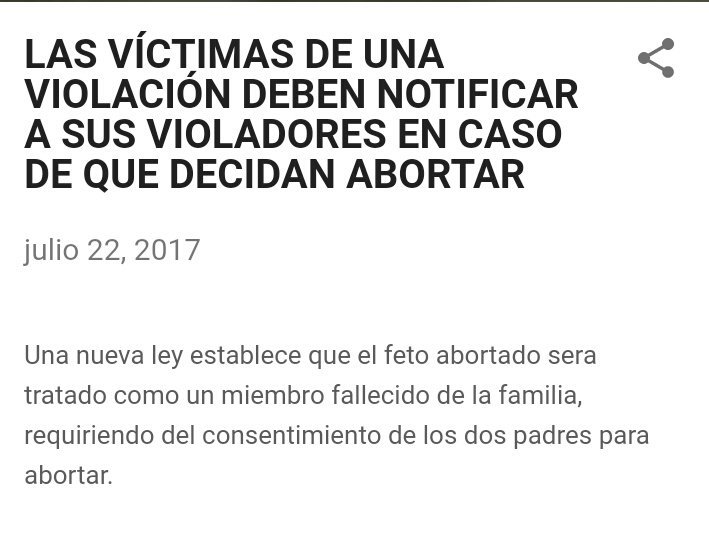 LAS VÍCTIMAS DE UNA
VIOLACIÓN DEBEN NOTIFICAR
A SUS VIOLADORES EN CASO
DE QUE DECIDAN ABORTAR
julio 22, 2017
Una nueva ley establece que el feto abortado sera
tratado como un miembro fallecido de la familia,
requiriendo del consentimiento de los dos padres para
abortar.